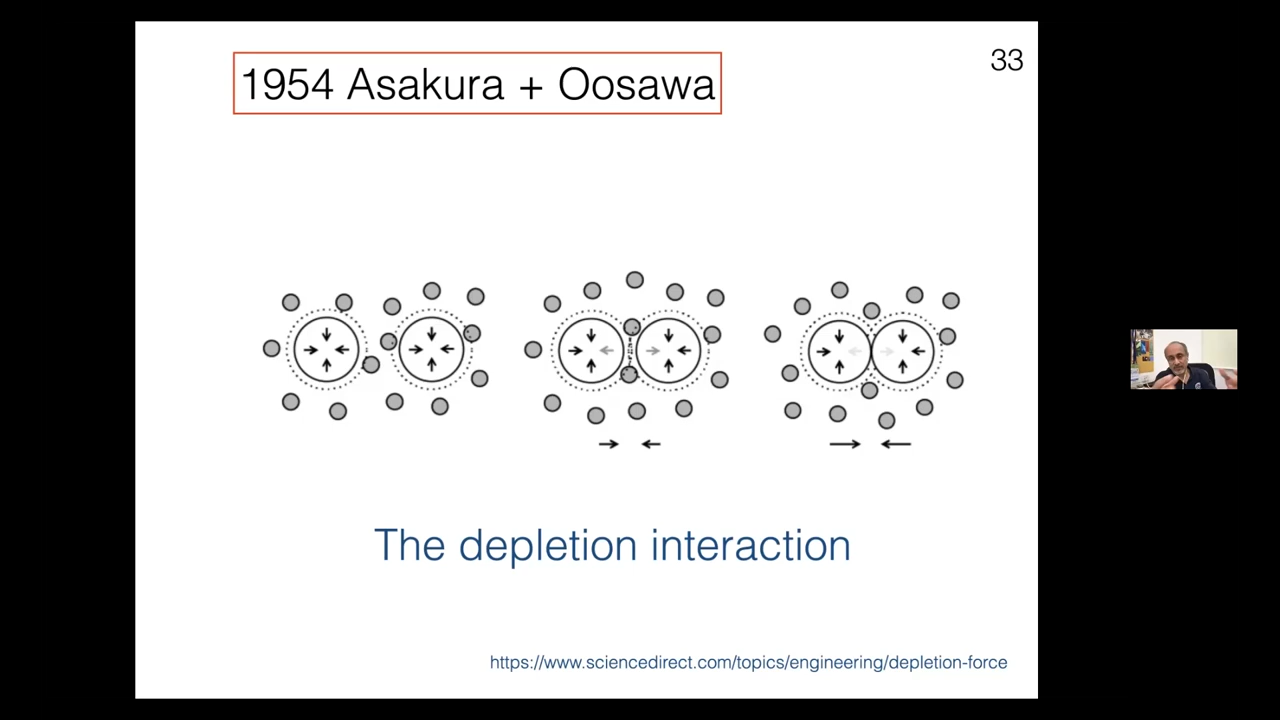 1954 Asakura + Oosawa
33
The depletion interaction
https://www.sciencedirect.com/topics/engineering/depletion-force